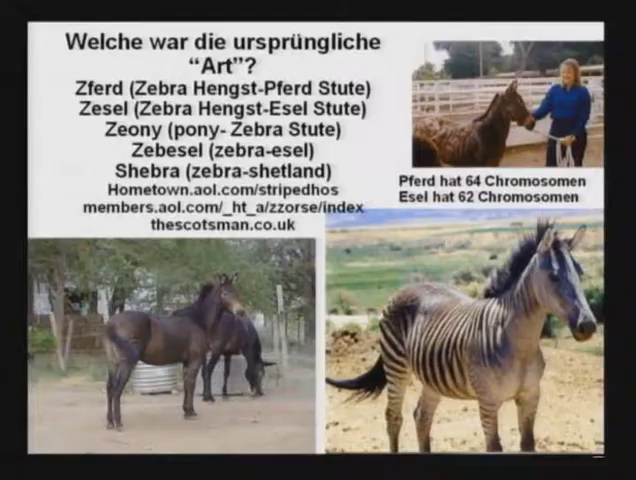 Welche war die ursprüngliche
“Art”?
Zferd (Zebra Hengst-Pferd Stute)
Zesel (Zebra Hengst-Esel Stute)
Zeony (pony- Zebra Stute)
Zebesel (zebra-esel)
Shebra (zebra-shetland)
Hometown.aol.com/stripedhos
members.aol.com/_ht_a/zzorse/index
thescotsman.co.uk
Pferd hat 64 Chromosomen
Esel hat 62 Chromosomen